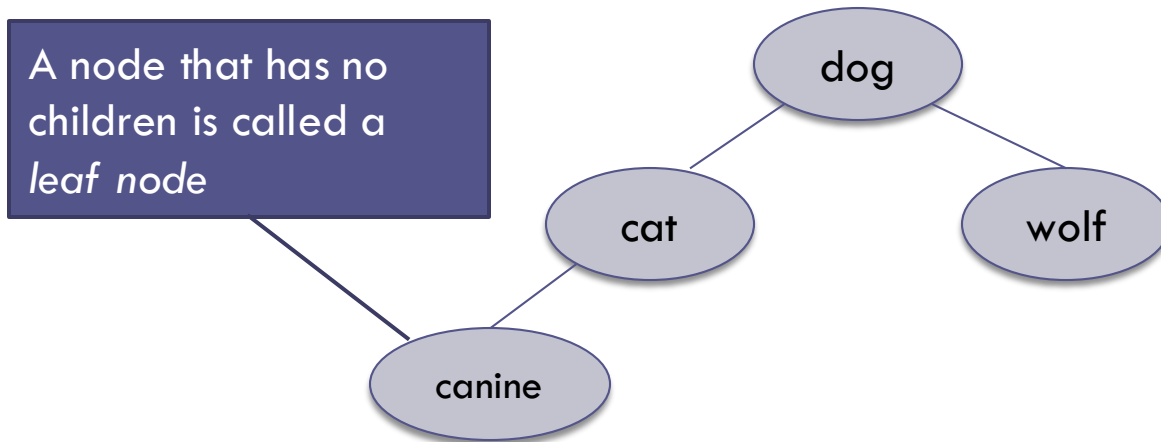 A node that has no
children is called a
leaf node
dog
cat
wolf
canine